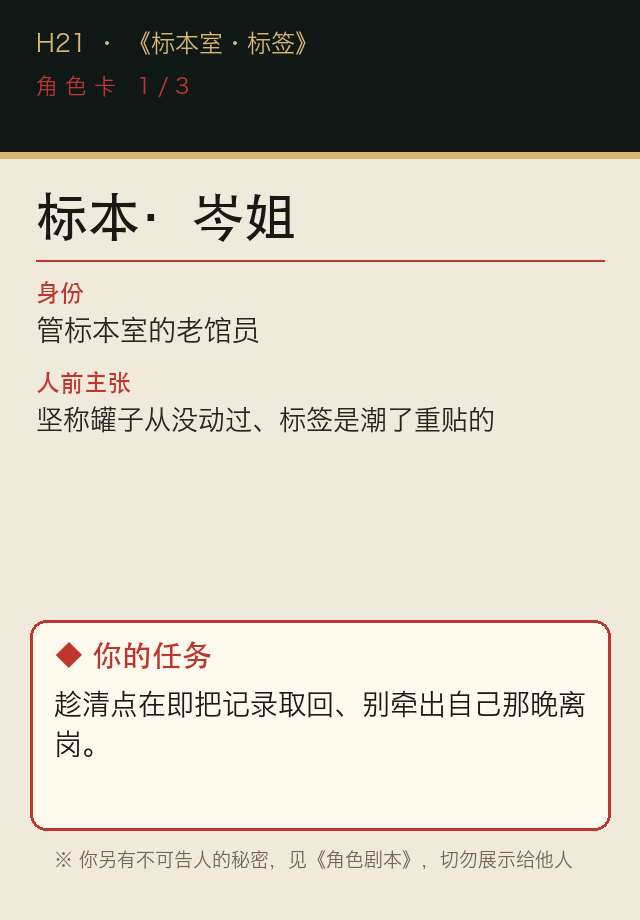 H21 · 《标本室·标签》
角色卡 1/3
标本· 岑姐
身份
管标本室的老馆员
人前主张
坚称罐子从没动过、标签是潮了重贴的
◆ 你的任务
趁清点在即把记录取回、别牵出自己那晚离
岗。
※ 你另有不可告人的秘密，见《角色剧本》，切勿展示给他人